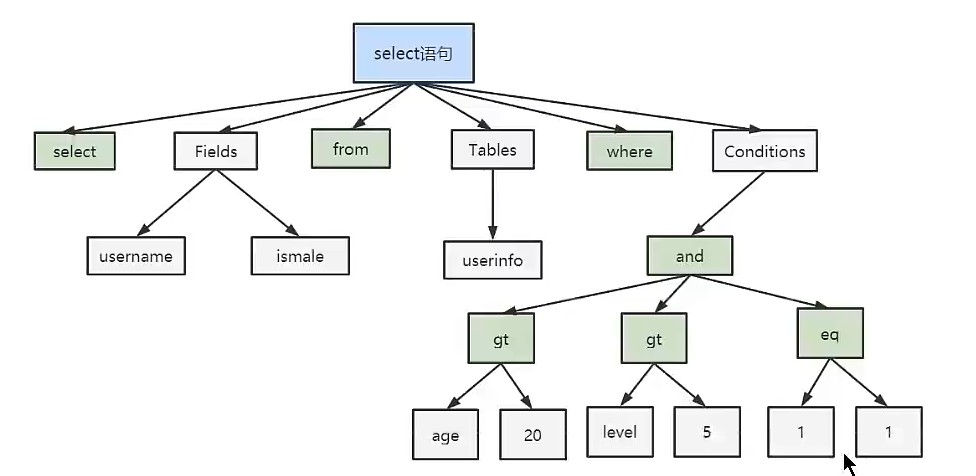 select语句
select
Fields
from
Tables
where
Conditions
username
ismale
userinfo
and
gt
gt
eq
age
20
level
5
1
1